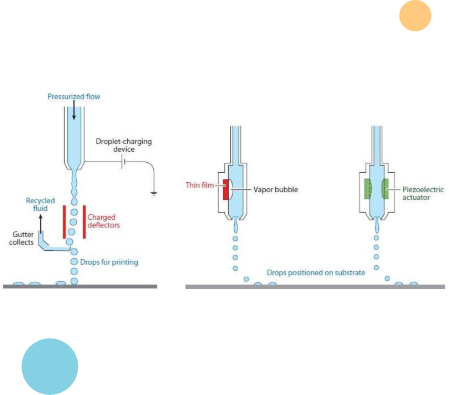 Pressurized flow
Droplet-charging
device
Recycled
fluid
Charged
deflectors
Gutter
collects
Drops for printing
Thin film
Vapor bubble
Piezoelectric
actuator
Drops positioned on substrate